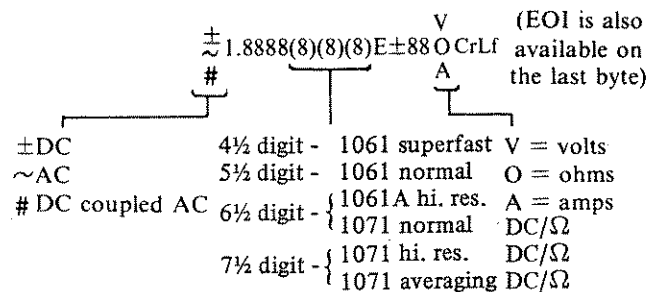 ± V (EOI is also
~ 1.8888(8)(8)(8)E±88 O CrLf available on
# A the last byte)
±DC 4½ digit - 1061 superfast V = volts
~AC 5½ digit - 1061 normal O = ohms
# DC coupled AC 6½ digit - { 1061A hi. res. A = amps
1071 normal DC/Ω
7½ digit - { 1071 hi. res. DC/Ω
1071 averaging DC/Ω